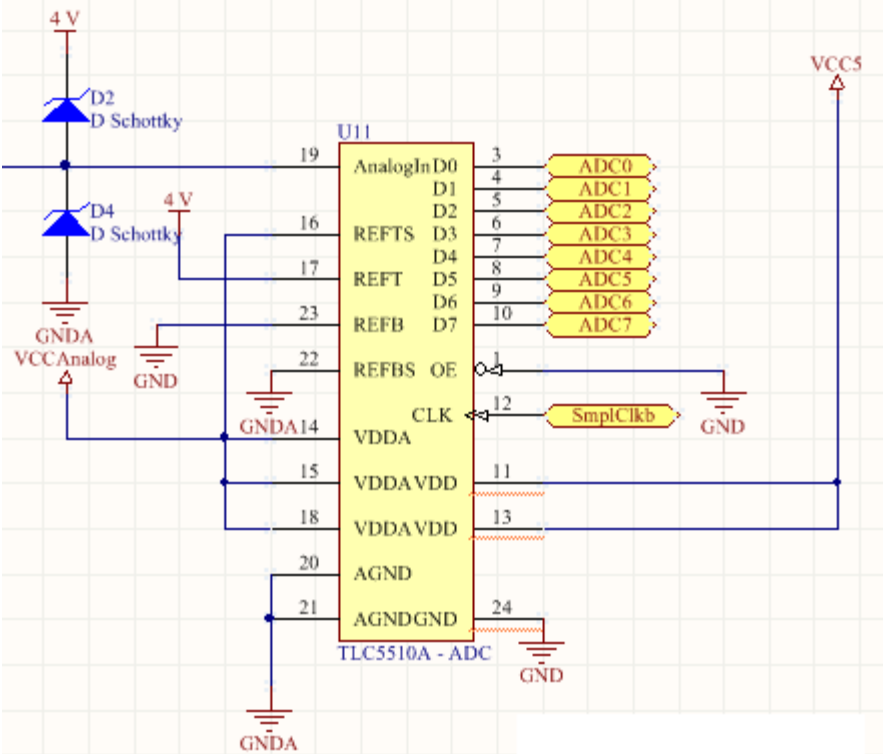 4 V
VCC5
D2
D Schottky
U11
19 AnalogIn D0 3 ADC0
D1 4 ADC1
D4
D Schottky
4 V
D2 5 ADC2
16 REFTS D3 6 ADC3
D4 7 ADC4
17 REFT D5 8 ADC5
D6 9 ADC6
23 REFB D7 10 ADC7
GNDA
VCCAnalog
GND
22 REFBS OE 1
GNDA
CLK 12 SmplClkb
GND
14 VDDA
15 VDDA VDD 11
18 VDDA VDD 13
20 AGND
21 AGND GND 24
TLC5510A - ADC
GND
GNDA